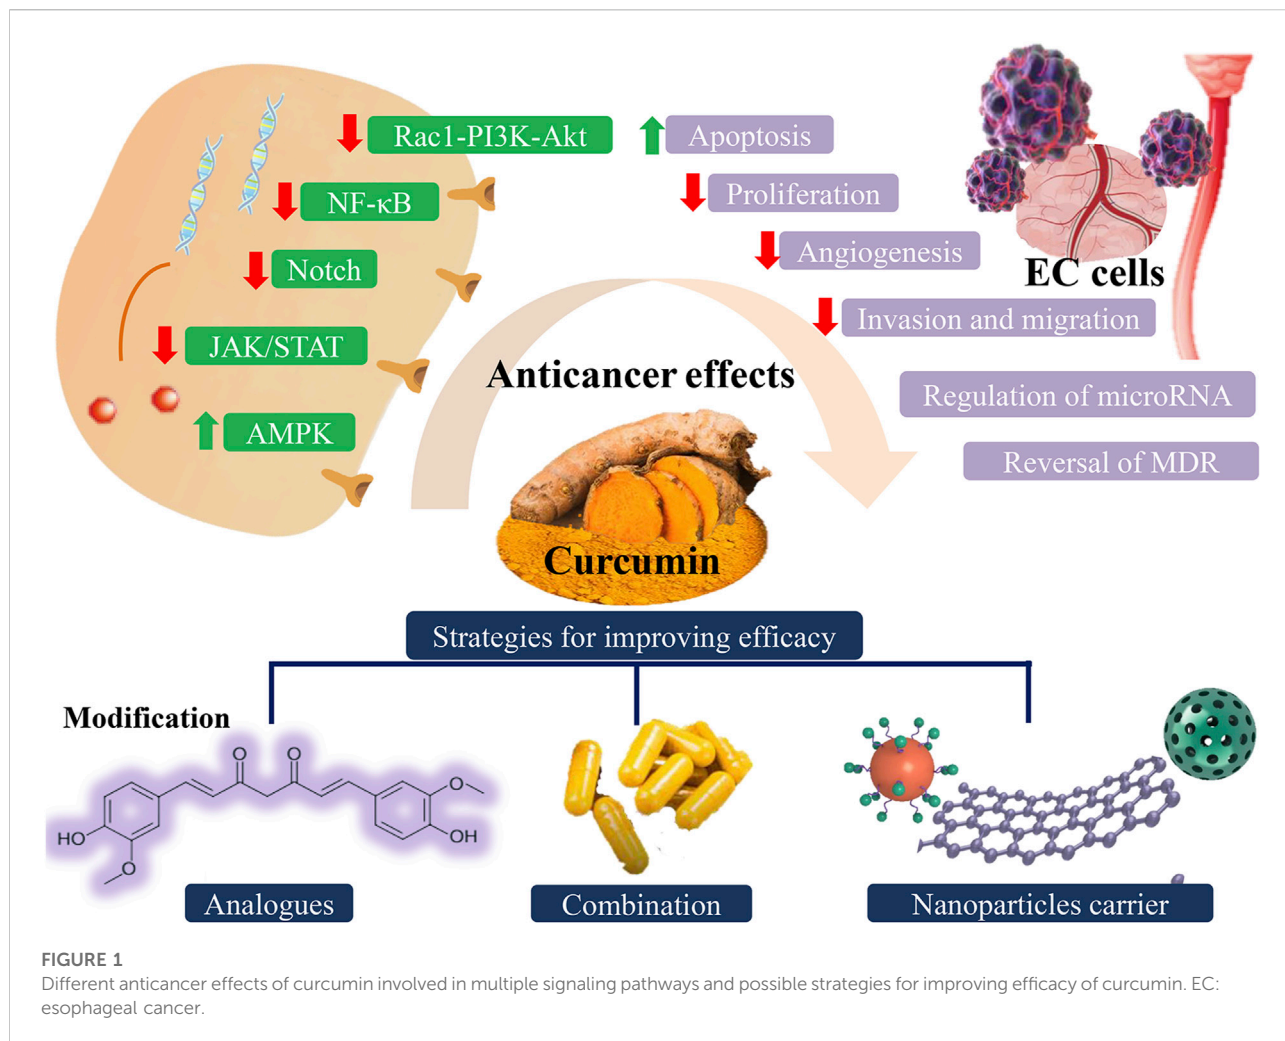 Rac1-PI3K-Akt
NF-κB
Notch
JAK/STAT
AMPK
Apoptosis
Proliferation
Angiogenesis
Invasion and migration
Regulation of microRNA
Reversal of MDR
EC cells
Anticancer effects
Curcumin
Strategies for improving efficacy
Modification
O
O
HO
O
O
OH
Analogues
Combination
Nanoparticles carrier
FIGURE 1
Different anticancer effects of curcumin involved in multiple signaling pathways and possible strategies for improving efficacy of curcumin. EC:
esophageal cancer.